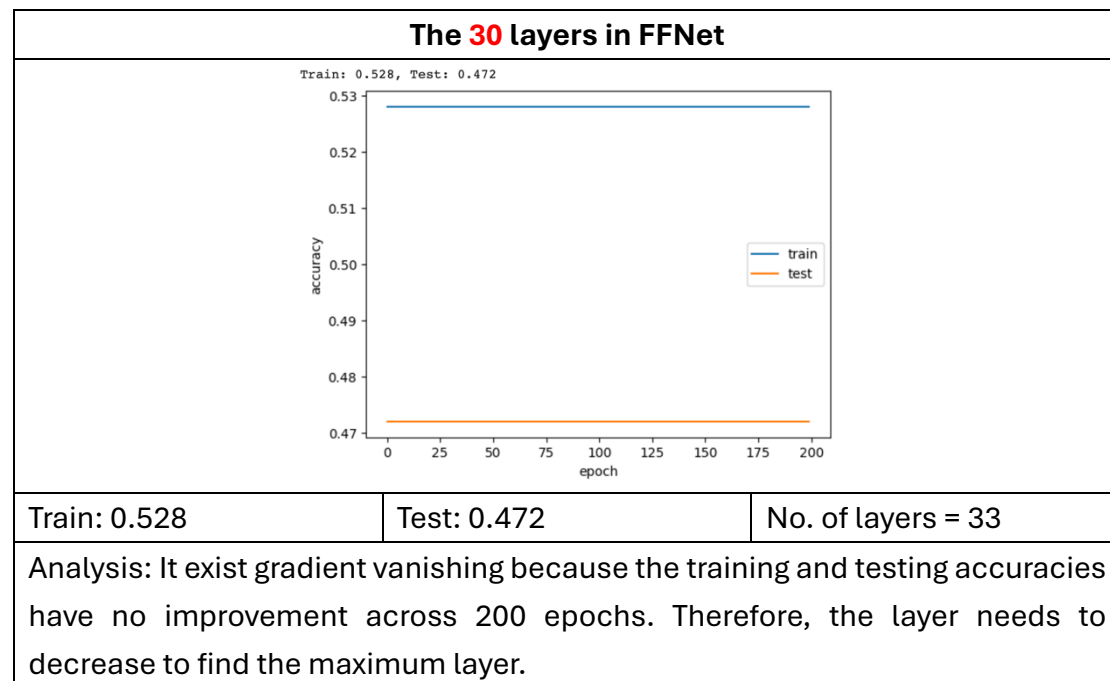 The 30 layers in FFNet
Train: 0.528, Test: 0.472
0.53
0.52
0.51
0.50
0.49
0.48
0.47
accuracy
train
test
0 25 50 75 100 125 150 175 200
epoch
Train: 0.528 Test: 0.472 No. of layers = 33
Analysis: It exist gradient vanishing because the training and testing accuracies
have no improvement across 200 epochs. Therefore, the layer needs to
decrease to find the maximum layer.